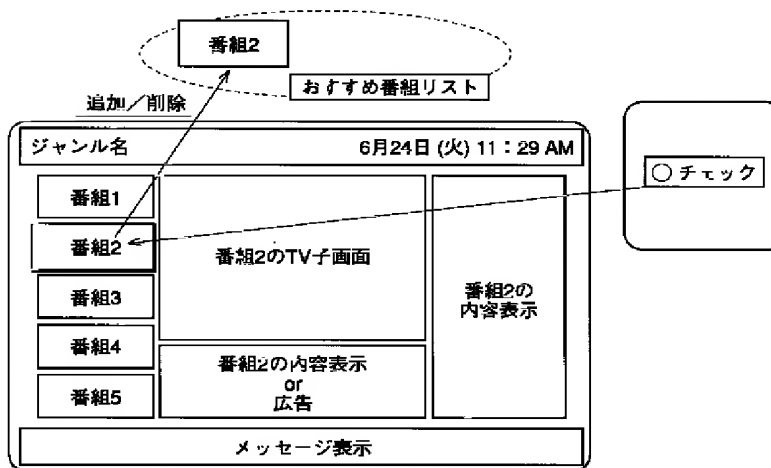 番組2
おすすめ番組リスト
追加／削除
ジャンル名 6月24日 (火) 11：29 AM
○チェック
番組1
番組2
番組3
番組4
番組5
番組2のTV子画面
番組2の内容表示
or
広告
番組2の
内容表示
メッセージ表示